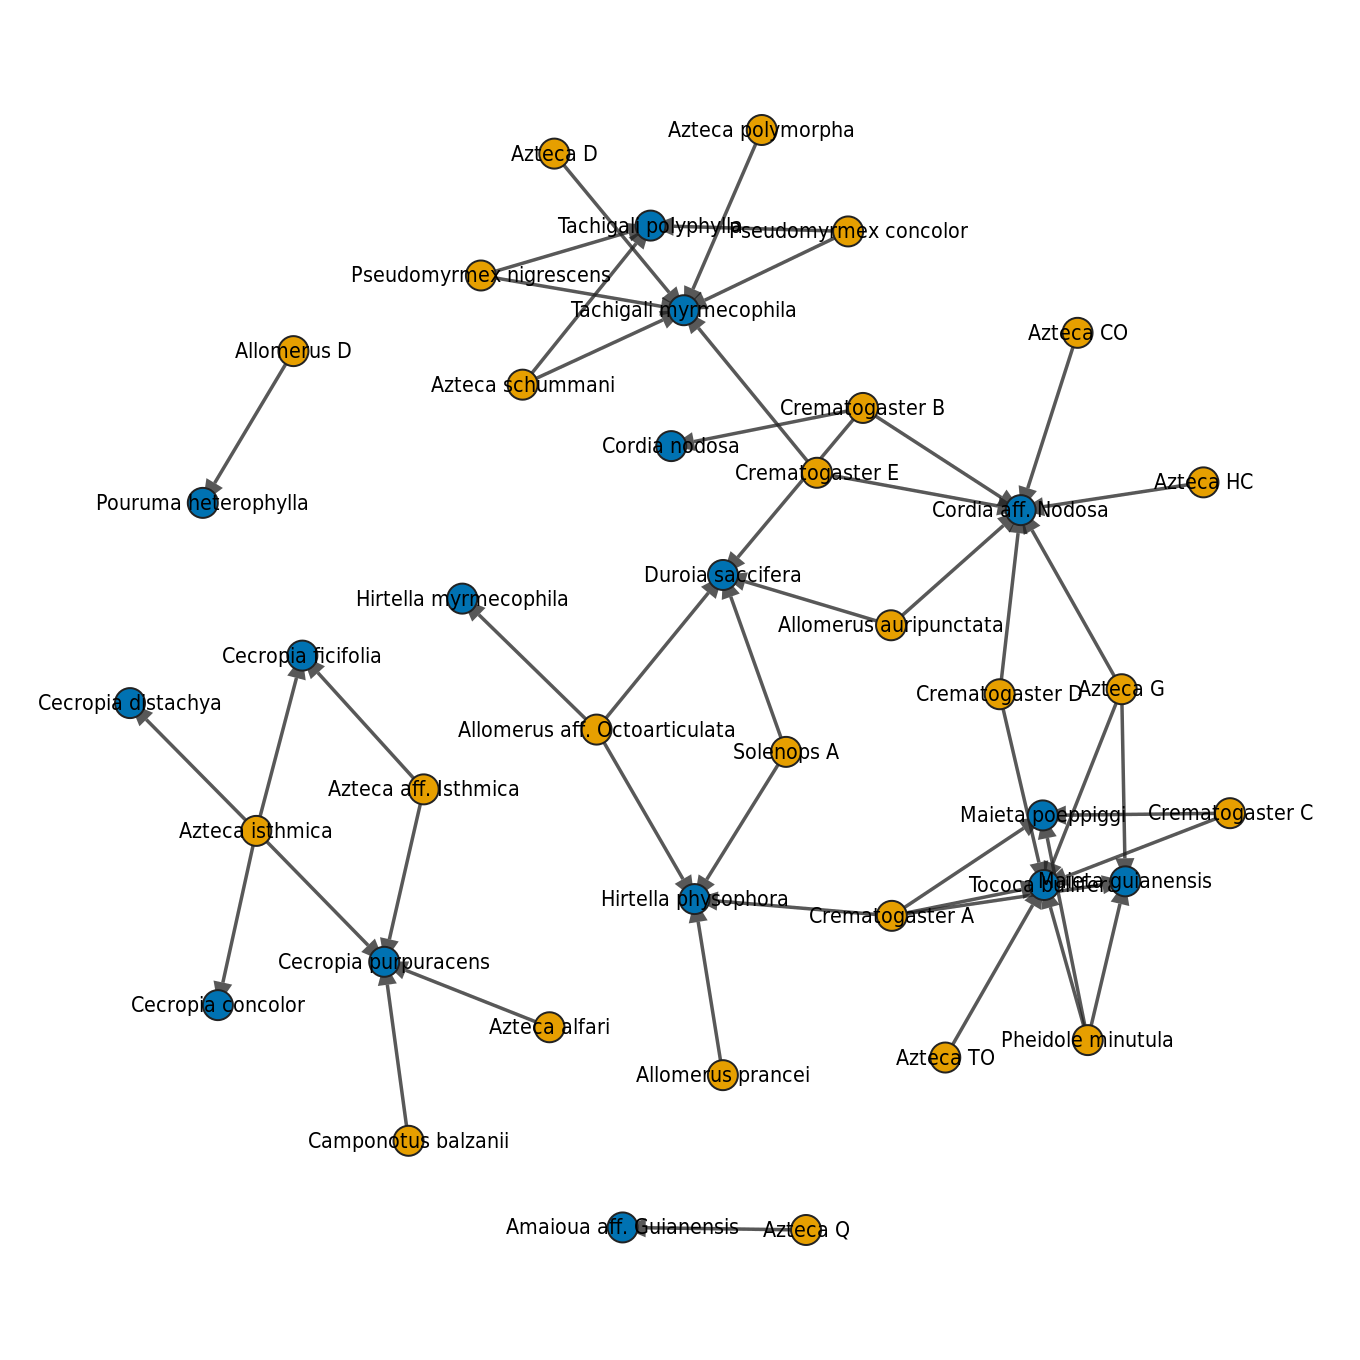 Azteca polymorpha
Azteca D
Tachigali polyphylla
Pseudomyrmex concolor
Pseudomyrmex nigrescens
Tachigali myrmecophila
Azteca CO
Allomerus D
Azteca schummani
Crematogaster B
Cordia nodosa
Crematogaster E
Azteca HC
Pouruma heterophylla
Cordia aff. Nodosa
Duroia saccifera
Hirtella myrmecophila
Allomerus auripunctata
Cecropia ficifolia
Crematogaster D
Azteca G
Cecropia distachya
Allomerus aff. Octoarticulata
Solenops A
Azteca aff. Isthmica
Maieta poeppiggi
Crematogaster C
Azteca isthmica
Tococa bullifera
Maieta guianensis
Hirtella physophora
Crematogaster A
Cecropia purpuracens
Cecropia concolor
Azteca alfari
Pheidole minutula
Azteca TO
Allomerus prancei
Camponotus balzanii
Amaioua aff. Guianensis
Azteca Q